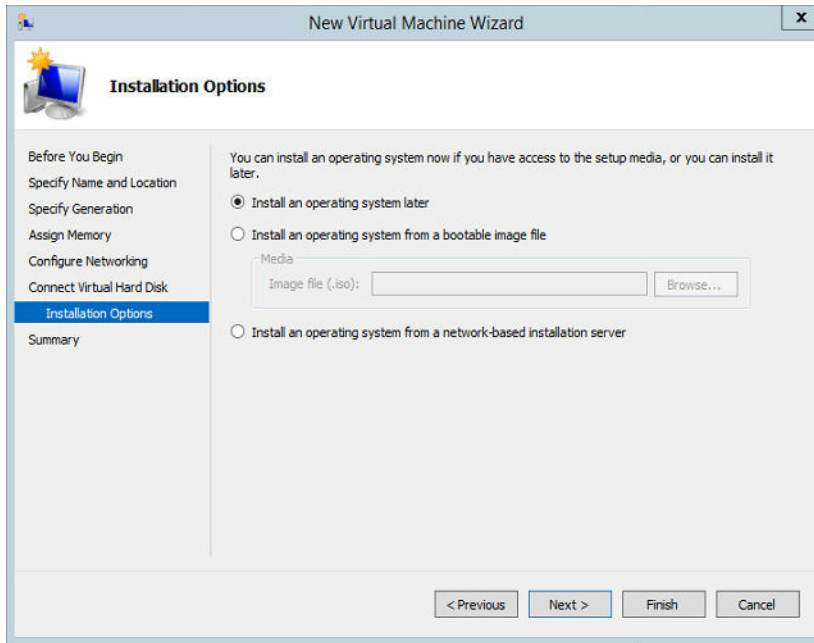 New Virtual Machine Wizard
x
Installation Options
Before You Begin
Specify Name and Location
Specify Generation
Assign Memory
Configure Networking
Connect Virtual Hard Disk
Installation Options
Summary
You can install an operating system now if you have access to the setup media, or you can install it
later.
Install an operating system later
Install an operating system from a bootable image file
Media
Image file (.iso):
Browse...
Install an operating system from a network-based installation server
< Previous
Next >
Finish
Cancel